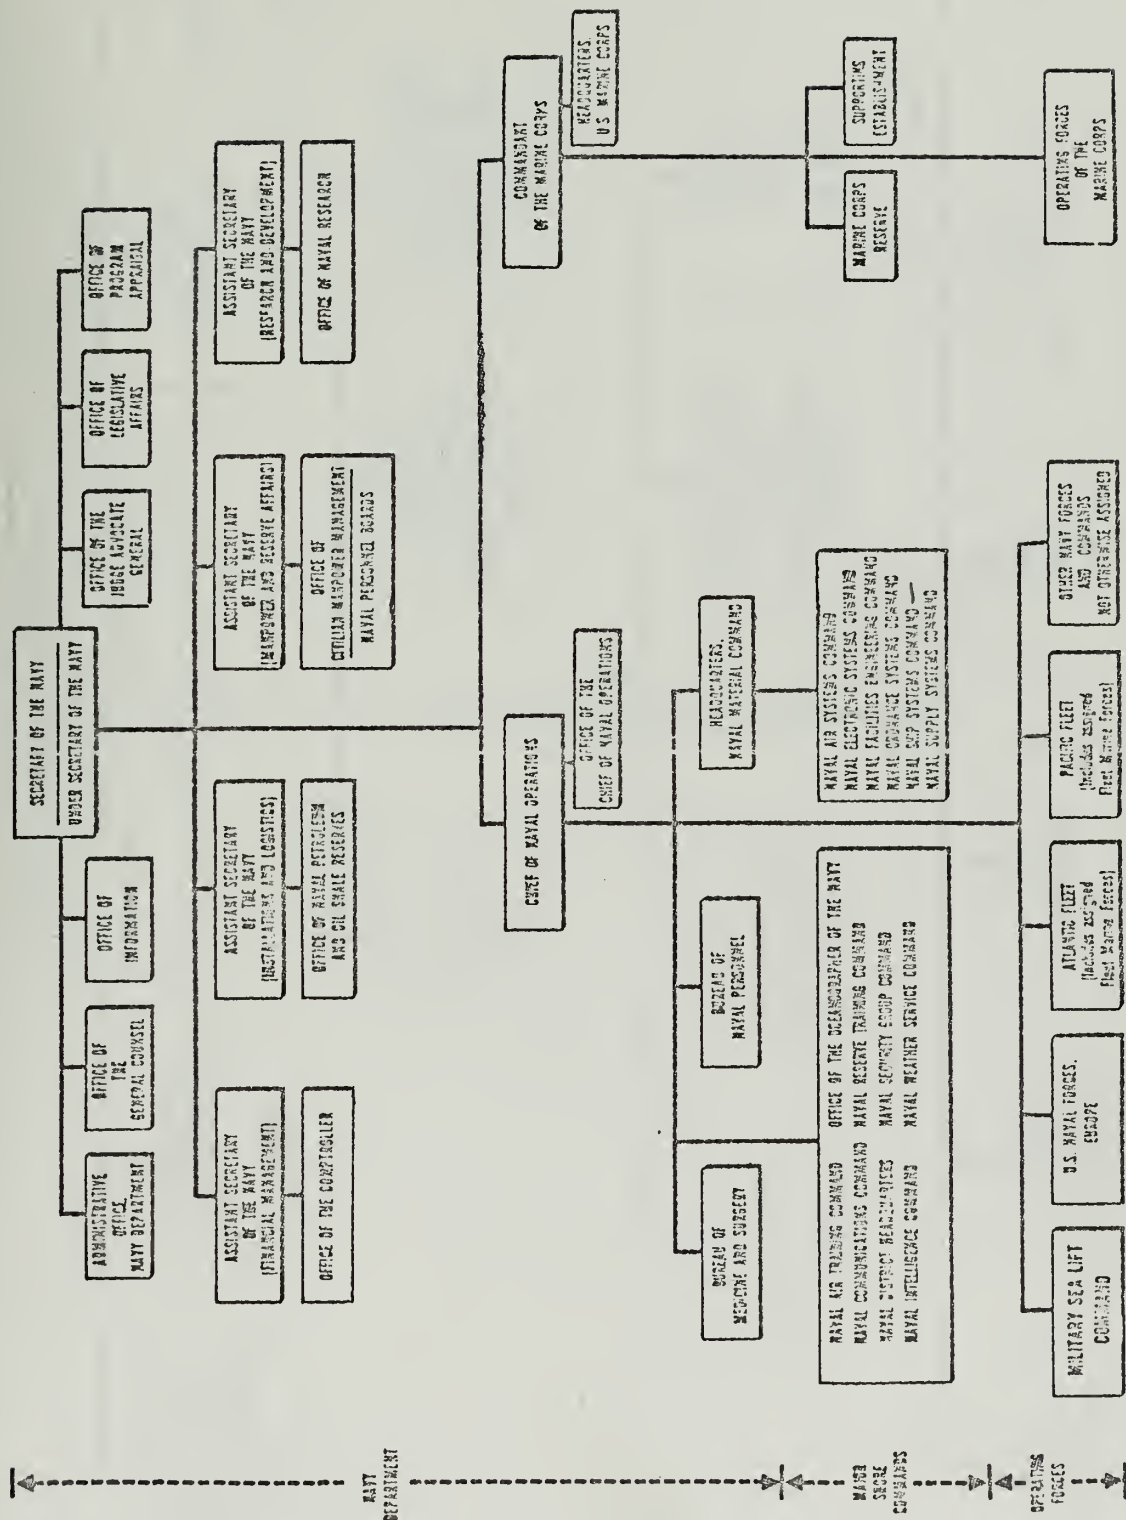 SECRETARY OF THE NAVY
UNDER SECRETARY OF THE NAVY
ADMINISTRATIVE
OFFICE,
NAVY DEPARTMENT
OFFICE OF
THE
GENERAL COUNSEL
OFFICE OF
INFORMATION
OFFICE OF THE
JUDGE ADVOCATE
GENERAL
OFFICE OF
LEGISLATIVE
AFFAIRS
OFFICE OF
PROGRAM
APPRAISAL
ASSISTANT SECRETARY
OF THE NAVY
(FINANCIAL MANAGEMENT)
OFFICE OF THE COMPTROLLER
ASSISTANT SECRETARY
OF THE NAVY
(INSTALLATIONS AND LOGISTICS)
OFFICE OF NAVAL PETROLEUM
AND OIL SHALE RESERVES
ASSISTANT SECRETARY
OF THE NAVY
(MANPOWER AND RESERVE AFFAIRS)
OFFICE OF
CIVILIAN MANPOWER MANAGEMENT
NAVAL PERSONNEL BOARDS
ASSISTANT SECRETARY
OF THE NAVY
(RESEARCH AND DEVELOPMENT)
OFFICE OF NAVAL RESEARCH
NAVY
DEPARTMENT
CHIEF OF NAVAL OPERATIONS
OFFICE OF THE
CHIEF OF NAVAL OPERATIONS
COMMANDANT
OF THE MARINE CORPS
HEADQUARTERS,
U.S. MARINE CORPS
BUREAU OF
MEDICINE AND SURGERY
BUREAU OF
NAVAL PERSONNEL
HEADQUARTERS,
NAVAL MATERIAL COMMAND
MAJOR
SHORE
COMMANDS
NAVAL AIR TRAINING COMMAND
NAVAL COMMUNICATIONS COMMAND
NAVAL DISTRICT HEADQUARTERS
NAVAL INTELLIGENCE COMMAND
OFFICE OF THE OCEANOGRAPHER OF THE NAVY
NAVAL RESERVE TRAINING COMMAND
NAVAL SECURITY GROUP COMMAND
NAVAL WEATHER SERVICE COMMAND
NAVAL AIR SYSTEMS COMMAND
NAVAL ELECTRONIC SYSTEMS COMMAND
NAVAL FACILITIES ENGINEERING COMMAND
NAVAL ORDNANCE SYSTEMS COMMAND
NAVAL SHIP SYSTEMS COMMAND
NAVAL SUPPLY SYSTEMS COMMAND
MARINE CORPS
RESERVE
SUPPORTING
ESTABLISHMENT
OPERATING
FORCES
MILITARY SEA LIFT
COMMAND
U.S. NAVAL FORCES,
EUROPE
ATLANTIC FLEET
(Includes assigned
Fleet Marine Forces)
PACIFIC FLEET
(Includes assigned
Fleet Marine Forces)
OTHER NAVY FORCES
AND COMMANDS
NOT OTHERWISE ASSIGNED
OPERATING FORCES
OF THE
MARINE CORPS